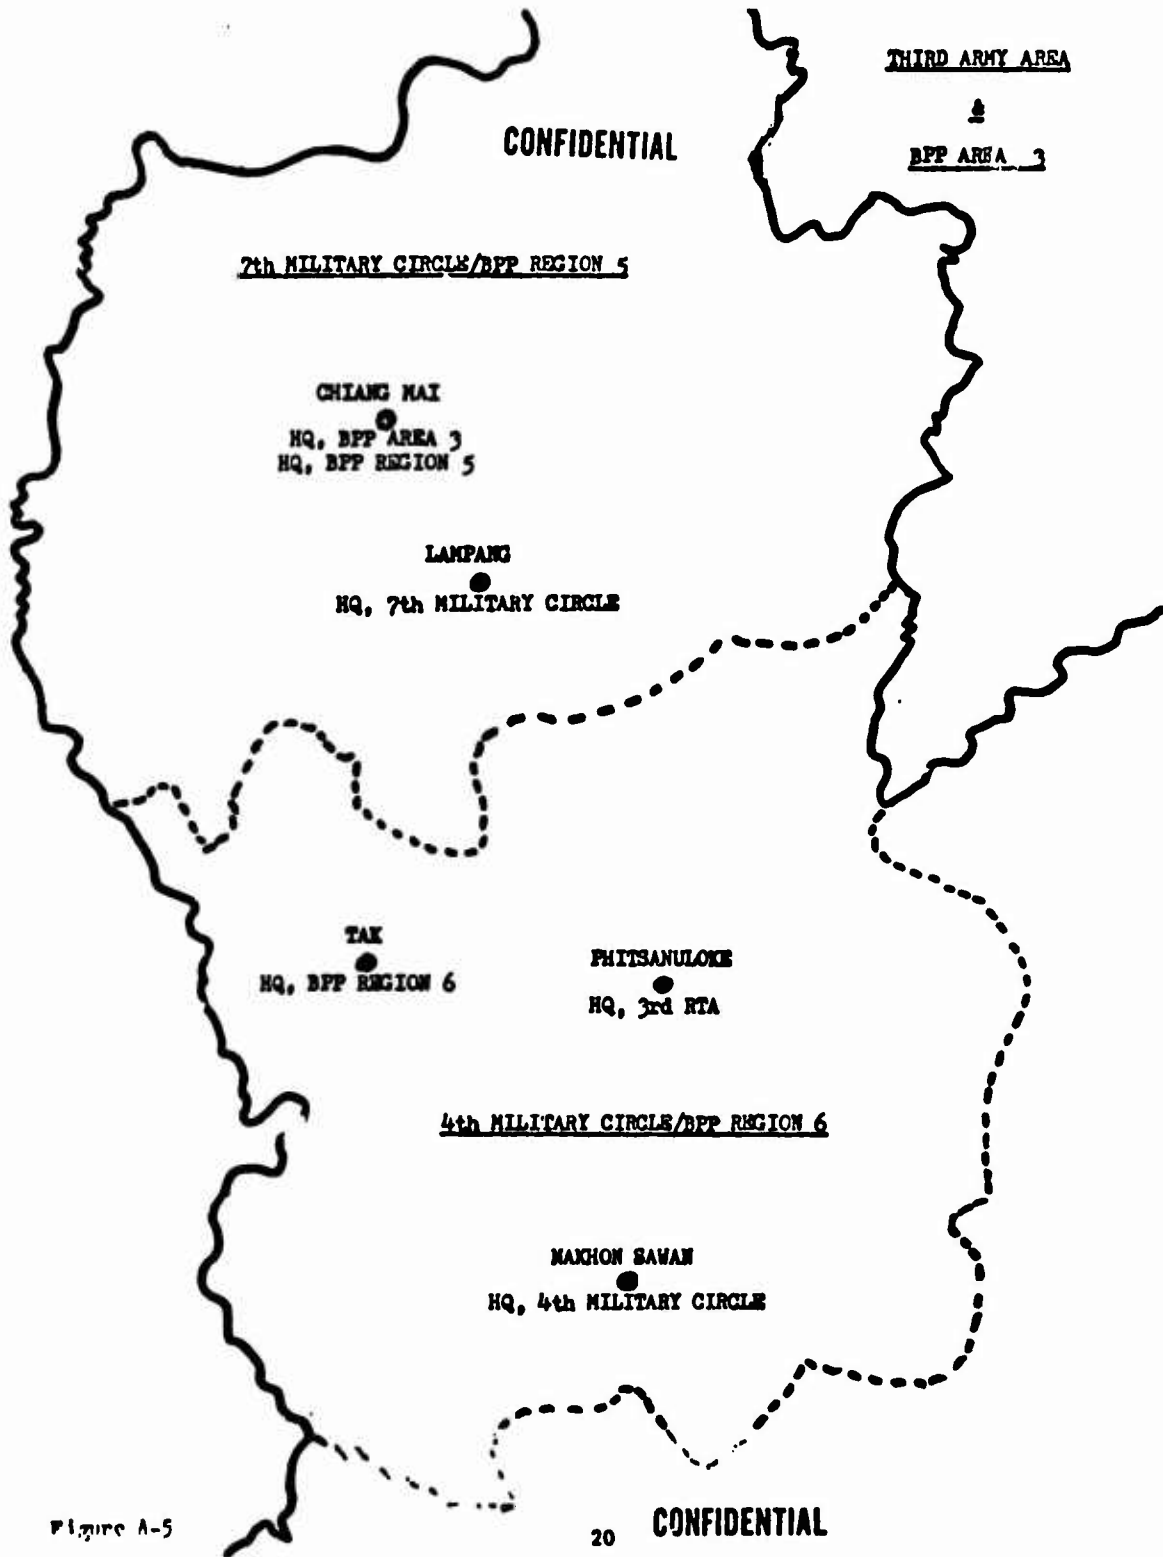 THIRD ARMY AREA
&
BPP AREA 3
CONFIDENTIAL
7th MILITARY CIRCLE/BPP REGION 5
CHIANG MAI
HQ, BPP AREA 3
HQ, BPP REGION 5
LAMPANG
HQ, 7th MILITARY CIRCLE
TAK
HQ, BPP REGION 6
PHITSANULOKE
HQ, 3rd RTA
4th MILITARY CIRCLE/BPP REGION 6
NAKHON SAWAN
HQ, 4th MILITARY CIRCLE
Figure A-5
20
CONFIDENTIAL